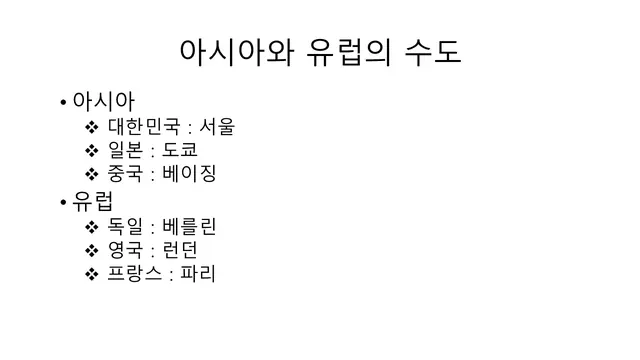 아시아와 유럽의 수도
• 아시아
❖ 대한민국 : 서울
❖ 일본 : 도쿄
❖ 중국 : 베이징
• 유럽
❖ 독일 : 베를린
❖ 영국 : 런던
❖ 프랑스 : 파리